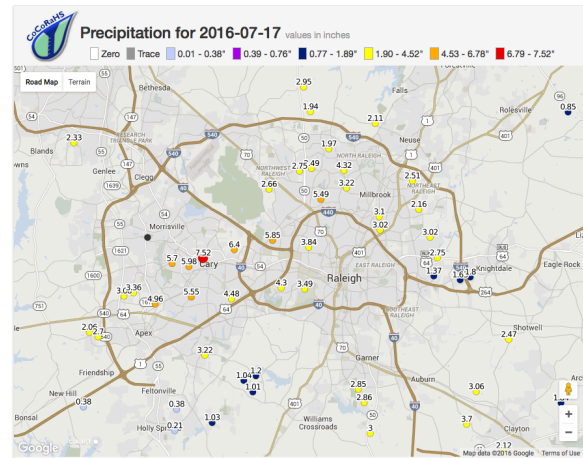 CoCoRaHS
Precipitation for 2016-07-17 values in inches
Zero Trace 0.01 - 0.38" 0.39 - 0.76" 0.77 - 1.89" 1.90 - 4.52" 4.53 - 6.78" 6.79 - 7.52"
Road Map Terrain
Bethesda
2.95
Falls
Rolesville
0.85
1.94
2.11
2.33
RESEARCH
TRIANGLE PARK
Blands
1.97
Neuse
Genlee
Clegg
NORTHWEST
RALEIGH
NORTH RALEIGH
4.32
2.66
3.22
Millbrook
2.51
NORTHEAST
RALEIGH
5.49
2.16
Morrisville
3.1
3.02
3.02
5.85
6.4
3.84
7.52
5.7
5.98
Cary
2.75
EAST RALEIGH
Knightdale
Eagle Rock
1.37
1.8
Raleigh
3.36
4.96
5.55
4.48
4.3
3.49
SOUTHEAST
RALEIGH
Shotwell
2.47
2.06
Apex
3.22
Garner
Friendship
1.2
1.04
1.01
Auburn
2.85
2.86
3.06
New Hill
Feltonville
0.38
0.38
Bonsal
Holly Spr
0.21
1.03
Williams
Crossroads
3
3.7
Clayton
2.12
Google
Map data ©2016 Google Terms of Use